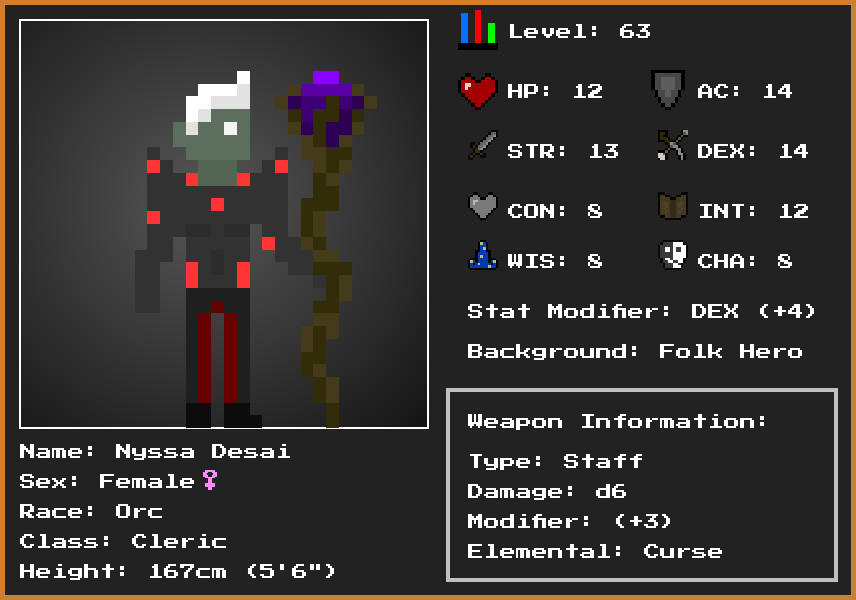 Level: 63
HP: 12
AC: 14
STR: 13
DEX: 14
CON: 8
INT: 12
WIS: 8
CHA: 8
Stat Modifier: DEX (+4)
Background: Folk Hero
Weapon Information:
Type: Staff
Damage: d6
Modifier: (+3)
Elemental: Curse
Name: Nyssa Desai
Sex: Female♀
Race: Orc
Class: Cleric
Height: 167cm (5'6")